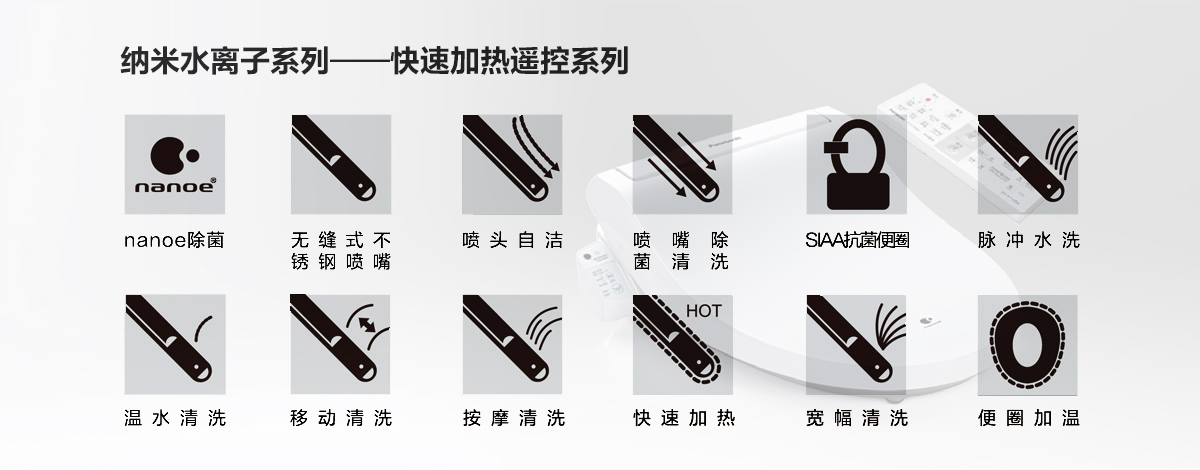 纳米水离子系列——快速加热遥控系列
nanoe®
nanoe除菌
无缝式不
锈钢喷嘴
喷头自洁
喷嘴除
菌清洗
SIAA抗菌便圈
脉冲水洗
Panasonic
温水清洗
移动清洗
按摩清洗
HOT
快速加热
宽幅清洗
便圈加温